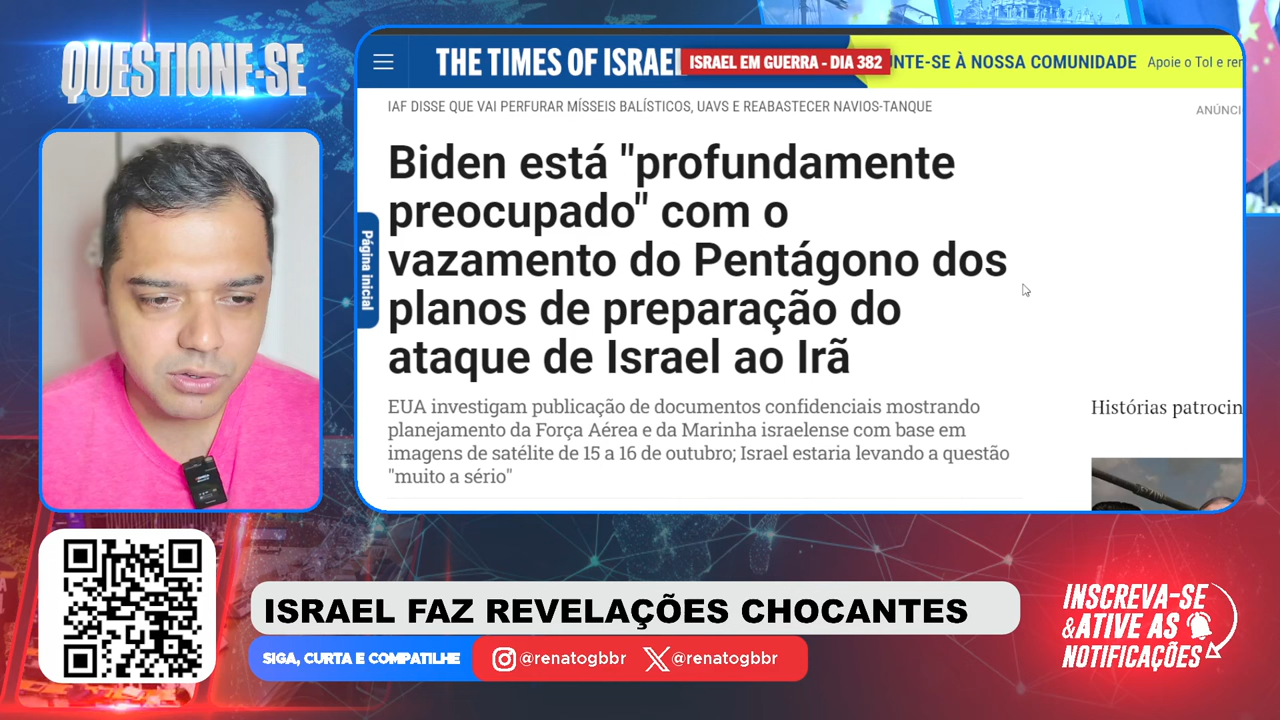 QUESTIONE-SE
THE TIMES OF ISRAEL
ISRAEL EM GUERRA - DIA 382
NTE-SE À NOSSA COMUNIDADE
Apoie o Tol e rer
IAF DISSE QUE VAI PERFURAR MÍSSEIS BALÍSTICOS, UAVS E REABASTECER NAVIOS-TANQUE
ANÚNCI
Biden está "profundamente
preocupado" com o
vazamento do Pentágono dos
planos de preparação do
ataque de Israel ao Irã
Página inicial
EUA investigam publicação de documentos confidenciais mostrando
planejamento da Força Aérea e da Marinha israelense com base em
imagens de satélite de 15 a 16 de outubro; Israel estaria levando a questão
"muito a sério"
Histórias patrocin
ISRAEL FAZ REVELAÇÕES CHOCANTES
SIGA, CURTA E COMPATILHE
@renatogbbr
@renatogbbr
INSCREVA-SE
&ATIVE AS
NOTIFICAÇÕES